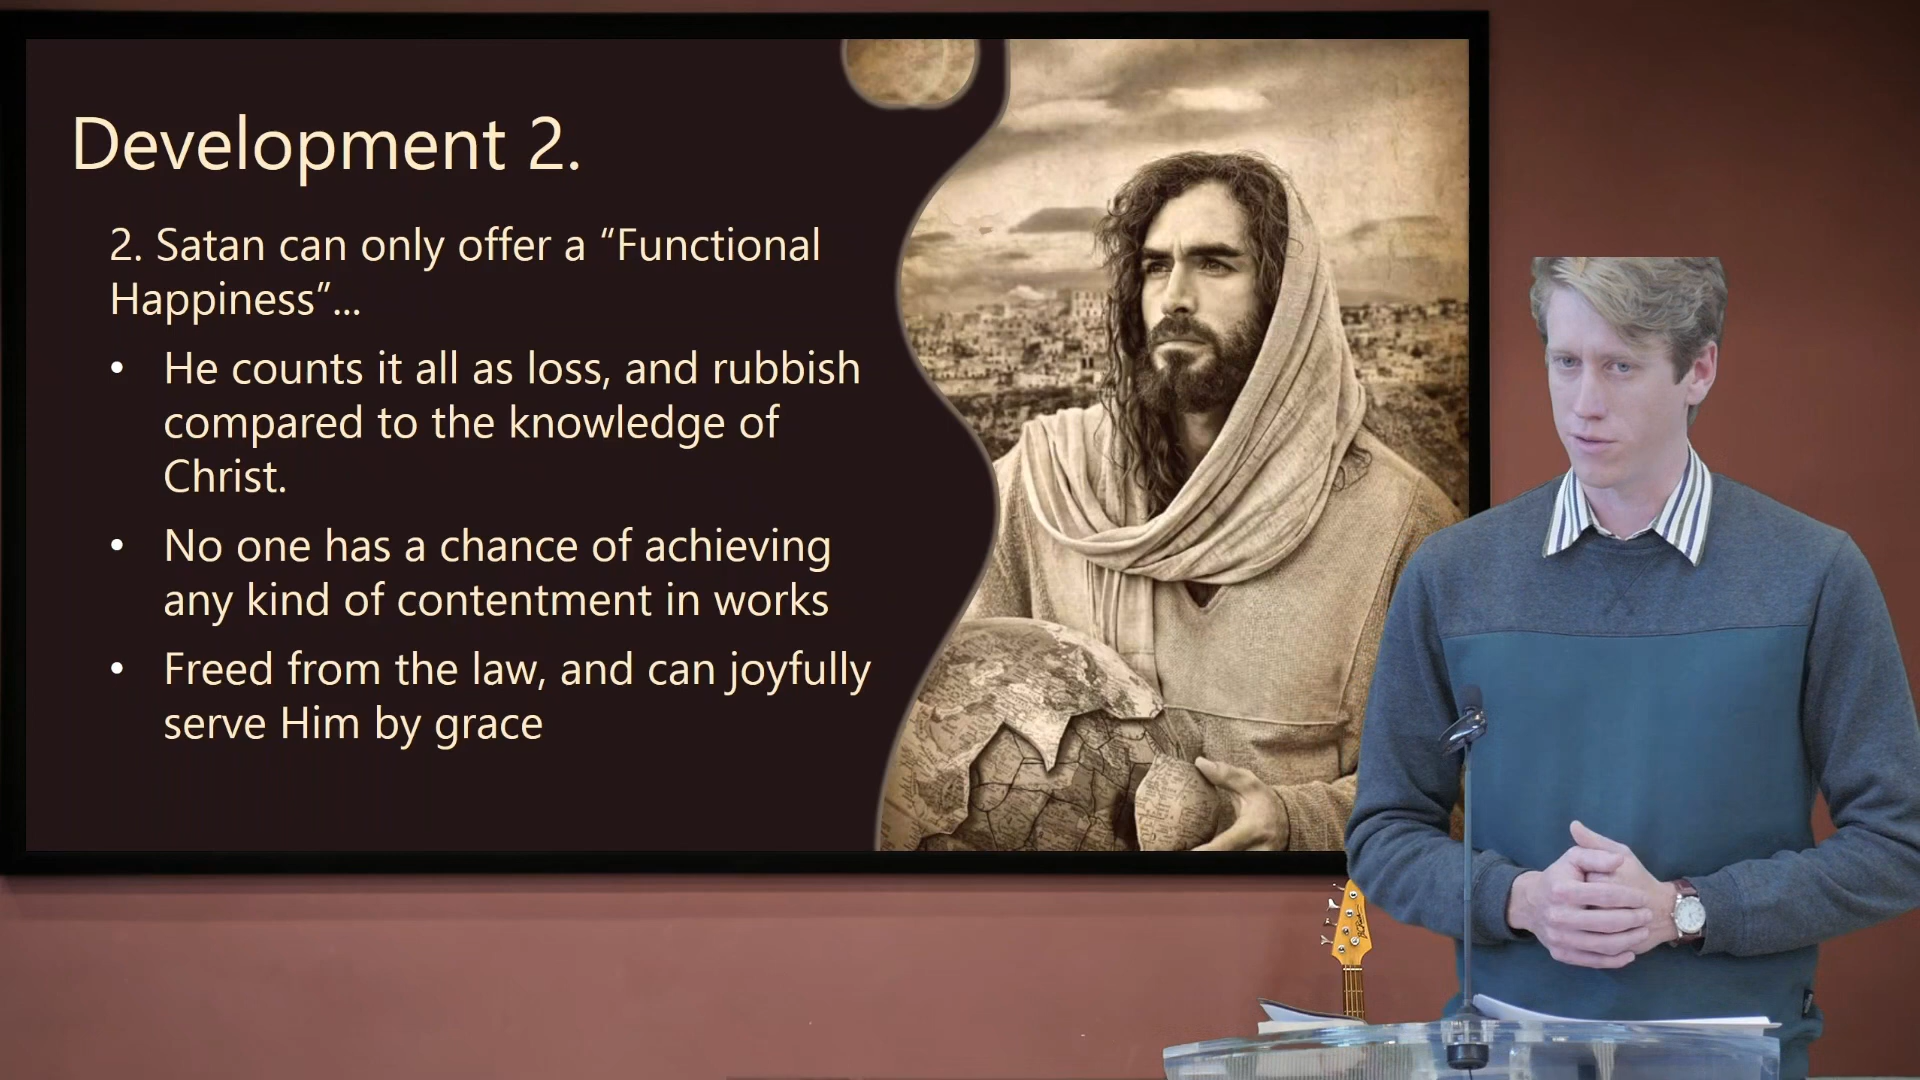 Development 2.
2. Satan can only offer a “Functional
Happiness”...
• He counts it all as loss, and rubbish
compared to the knowledge of
Christ.
• No one has a chance of achieving
any kind of contentment in works
• Freed from the law, and can joyfully
serve Him by grace